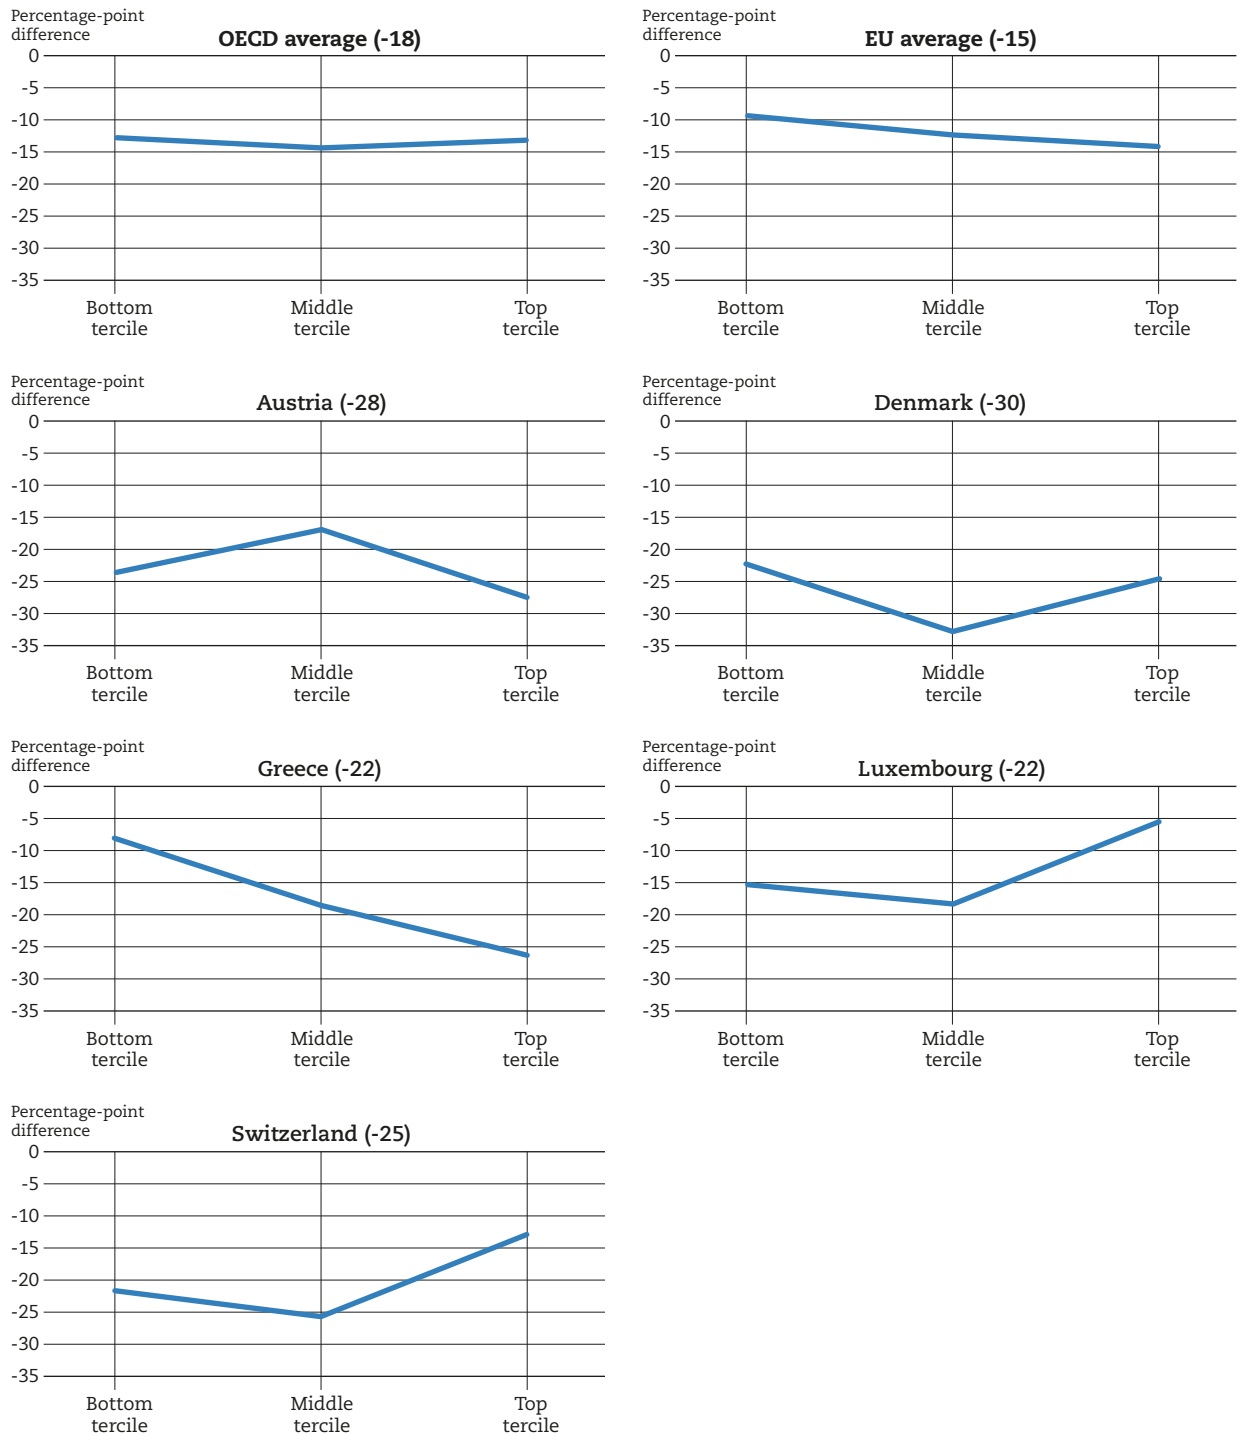 Percentage-point
difference
OECD average (-18)
0
-5
-10
-15
-20
-25
-30
-35
Bottom
tercile
Middle
tercile
Top
tercile
Percentage-point
difference
EU average (-15)
0
-5
-10
-15
-20
-25
-30
-35
Bottom
tercile
Middle
tercile
Top
tercile
Percentage-point
difference
Austria (-28)
0
-5
-10
-15
-20
-25
-30
-35
Bottom
tercile
Middle
tercile
Top
tercile
Percentage-point
difference
Denmark (-30)
0
-5
-10
-15
-20
-25
-30
-35
Bottom
tercile
Middle
tercile
Top
tercile
Percentage-point
difference
Greece (-22)
0
-5
-10
-15
-20
-25
-30
-35
Bottom
tercile
Middle
tercile
Top
tercile
Percentage-point
difference
Luxembourg (-22)
0
-5
-10
-15
-20
-25
-30
-35
Bottom
tercile
Middle
tercile
Top
tercile
Percentage-point
difference
Switzerland (-25)
0
-5
-10
-15
-20
-25
-30
-35
Bottom
tercile
Middle
tercile
Top
tercile